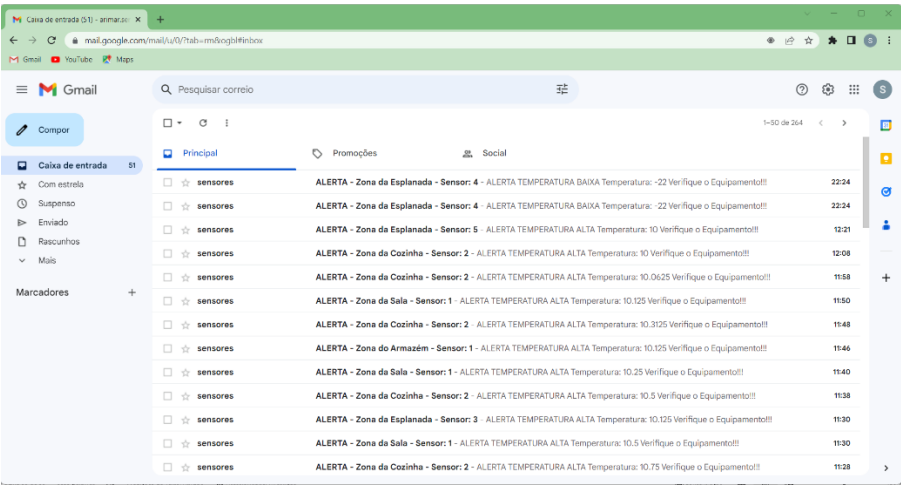 Caixa de entrada (51) - arimar.ser
mail.google.com/mail/u/0/?tab=rm&ogbl#inbox
Gmail YouTube Maps
Gmail
Pesquisar correio
S
Compor
1–50 de 264
Principal Promoções Social
Caixa de entrada 51
Com estrela
Suspenso
Enviado
Rascunhos
Mais
Marcadores
sensores ALERTA - Zona da Esplanada - Sensor: 4 - ALERTA TEMPERATURA BAIXA Temperatura: -22 Verifique o Equipamento!!! 22:24
sensores ALERTA - Zona da Esplanada - Sensor: 4 - ALERTA TEMPERATURA BAIXA Temperatura: -22 Verifique o Equipamento!!! 22:24
sensores ALERTA - Zona da Esplanada - Sensor: 5 - ALERTA TEMPERATURA ALTA Temperatura: 10 Verifique o Equipamento!!! 12:21
sensores ALERTA - Zona da Cozinha - Sensor: 2 - ALERTA TEMPERATURA ALTA Temperatura: 10 Verifique o Equipamento!!! 12:08
sensores ALERTA - Zona da Cozinha - Sensor: 2 - ALERTA TEMPERATURA ALTA Temperatura: 10.0625 Verifique o Equipamento!!! 11:58
sensores ALERTA - Zona da Sala - Sensor: 1 - ALERTA TEMPERATURA ALTA Temperatura: 10.125 Verifique o Equipamento!!! 11:50
sensores ALERTA - Zona da Cozinha - Sensor: 2 - ALERTA TEMPERATURA ALTA Temperatura: 10.3125 Verifique o Equipamento!!! 11:48
sensores ALERTA - Zona do Armazém - Sensor: 1 - ALERTA TEMPERATURA ALTA Temperatura: 10.125 Verifique o Equipamento!!! 11:46
sensores ALERTA - Zona da Sala - Sensor: 1 - ALERTA TEMPERATURA ALTA Temperatura: 10.25 Verifique o Equipamento!!! 11:40
sensores ALERTA - Zona da Cozinha - Sensor: 2 - ALERTA TEMPERATURA ALTA Temperatura: 10.5 Verifique o Equipamento!!! 11:38
sensores ALERTA - Zona da Esplanada - Sensor: 3 - ALERTA TEMPERATURA ALTA Temperatura: 10.125 Verifique o Equipamento!!! 11:30
sensores ALERTA - Zona da Sala - Sensor: 1 - ALERTA TEMPERATURA ALTA Temperatura: 10.5 Verifique o Equipamento!!! 11:30
sensores ALERTA - Zona da Cozinha - Sensor: 2 - ALERTA TEMPERATURA ALTA Temperatura: 10.75 Verifique o Equipamento!!! 11:28